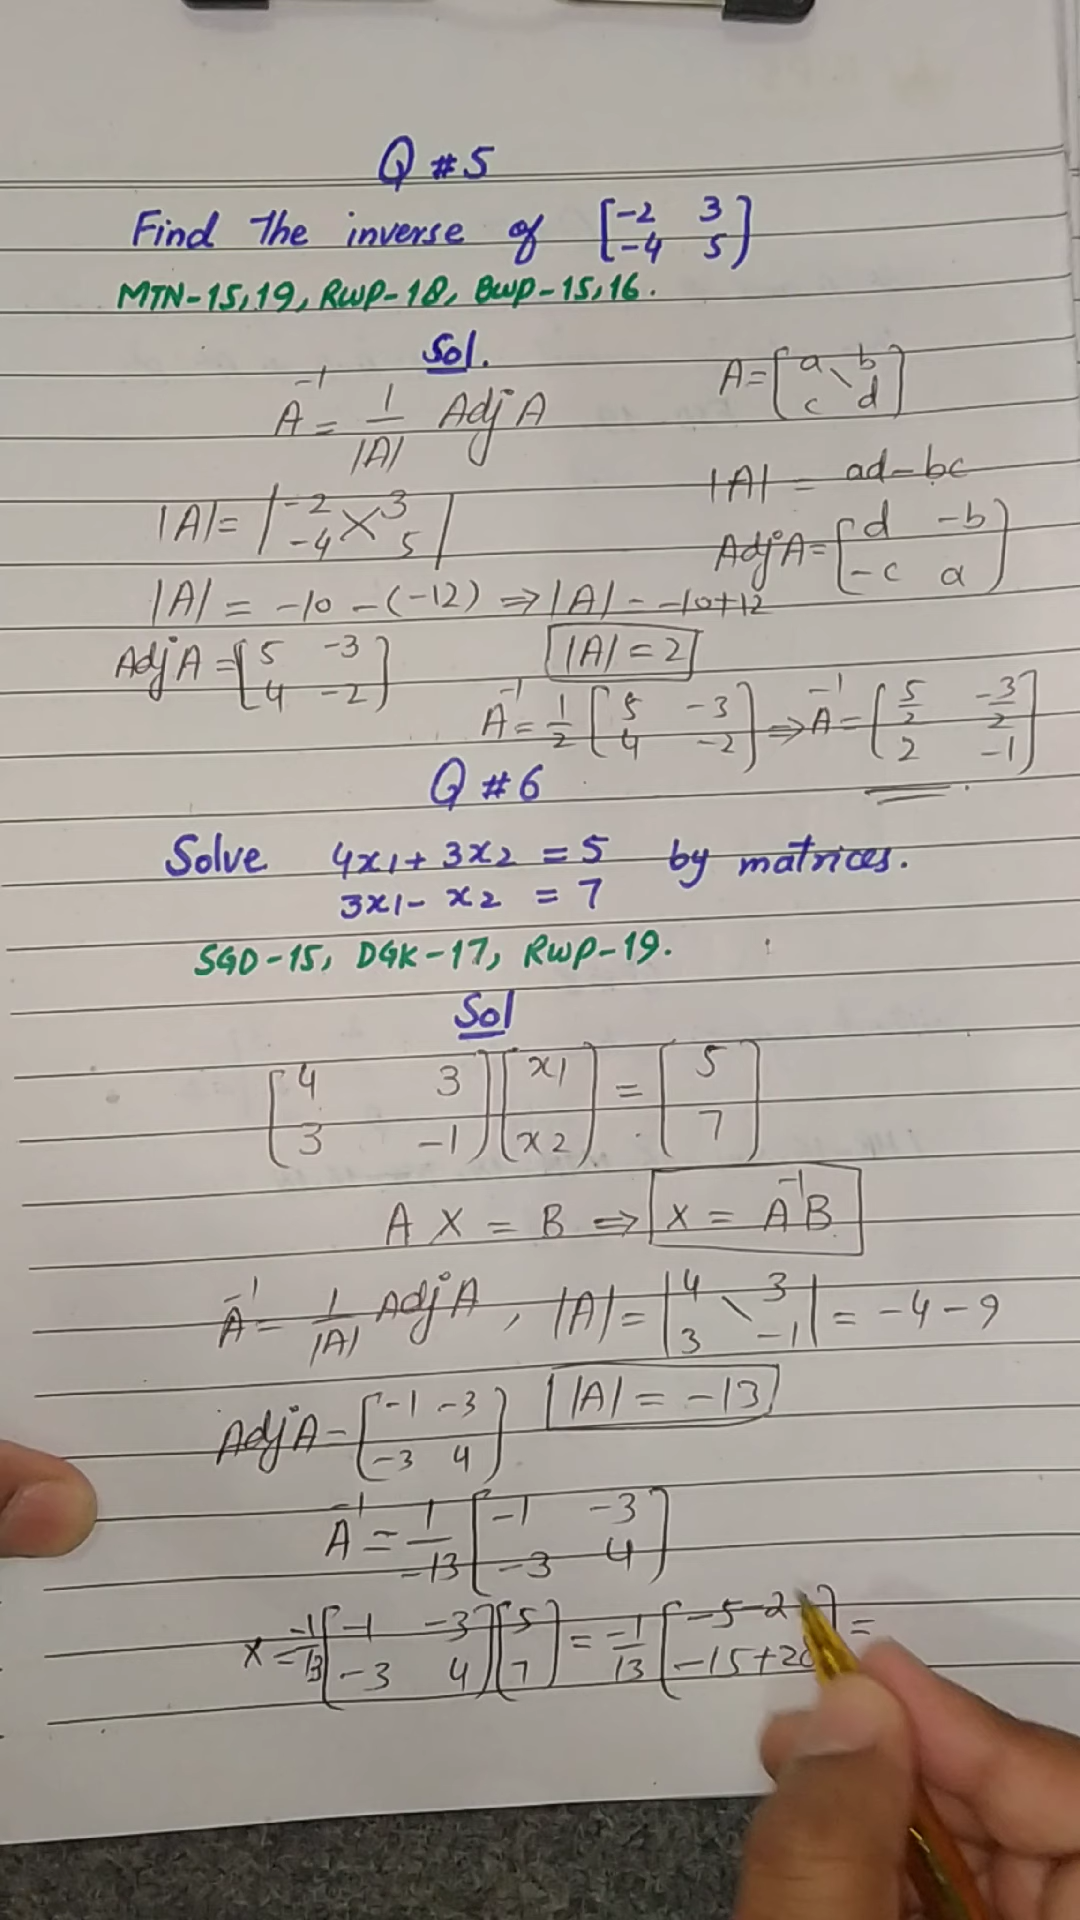 Q # 5
Find The inverse of [-2 3 -4 5]
MTN-15,19, RWP-18, BWP-15,16.
Sol.
A⁻¹ = 1/|A| Adj A
A = [a b c d]
|A| = ad - bc
|A| = |-2 3 -4 5|
Adj A = [d -b -c a]
|A| = -10 - (-12) ⇒ |A| = -10+12
Adj A = [5 -3 4 -2]
|A| = 2
A⁻¹ = 1/2 [5 -3 4 -2] ⇒ A⁻¹ = [5/2 -3/2 2 -1]
Q # 6
Solve 4x1 + 3x2 = 5 by matrices.
3x1 - x2 = 7
SGD-15, DGK-17, RWP-19.
Sol
[4 3 3 -1] [x1 x2] = [5 7]
A X = B ⇒ X = A⁻¹B
A⁻¹ = 1/|A| Adj A, |A| = |4 3 3 -1| = -4 - 9
Adj A = [-1 -3 -3 4] |A| = -13
A⁻¹ = 1/-13 [-1 -3 -3 4]
X = -1/13 [-1 -3 -3 4] [5 7] = -1/13 [-5-2 -15+2] =